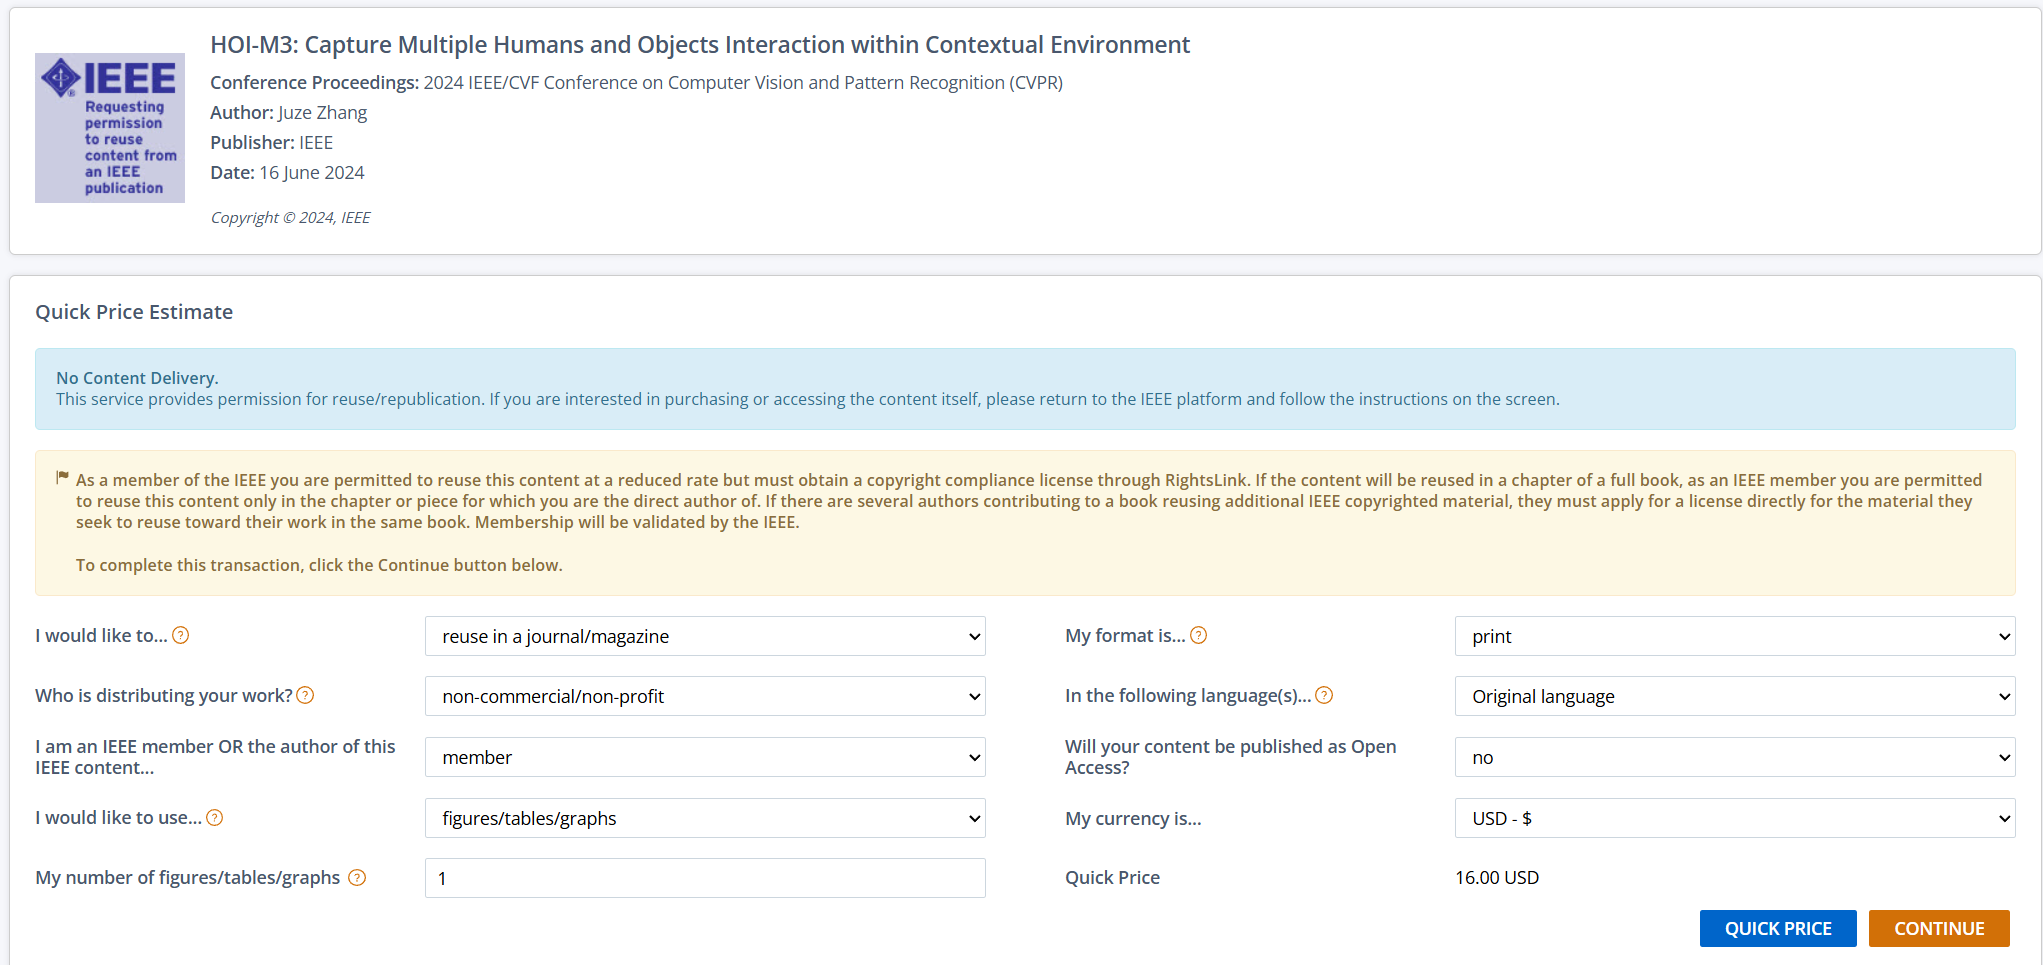 IEEE
Requesting
permission
to reuse
content from
an IEEE
publication
HOI-M3: Capture Multiple Humans and Objects Interaction within Contextual Environment
Conference Proceedings: 2024 IEEE/CVF Conference on Computer Vision and Pattern Recognition (CVPR)
Author: Juze Zhang
Publisher: IEEE
Date: 16 June 2024
Copyright © 2024, IEEE
Quick Price Estimate
No Content Delivery.
This service provides permission for reuse/republication. If you are interested in purchasing or accessing the content itself, please return to the IEEE platform and follow the instructions on the screen.
As a member of the IEEE you are permitted to reuse this content at a reduced rate but must obtain a copyright compliance license through RightsLink. If the content will be reused in a chapter of a full book, as an IEEE member you are permitted
to reuse this content only in the chapter or piece for which you are the direct author of. If there are several authors contributing to a book reusing additional IEEE copyrighted material, they must apply for a license directly for the material they
seek to reuse toward their work in the same book. Membership will be validated by the IEEE.
To complete this transaction, click the Continue button below.
I would like to... ?
reuse in a journal/magazine
My format is... ?
print
Who is distributing your work? ?
non-commercial/non-profit
In the following language(s)... ?
Original language
I am an IEEE member OR the author of this
IEEE content...
member
Will your content be published as Open
Access?
no
I would like to use... ?
figures/tables/graphs
My currency is...
USD - $
My number of figures/tables/graphs ?
1
Quick Price
16.00 USD
QUICK PRICE
CONTINUE